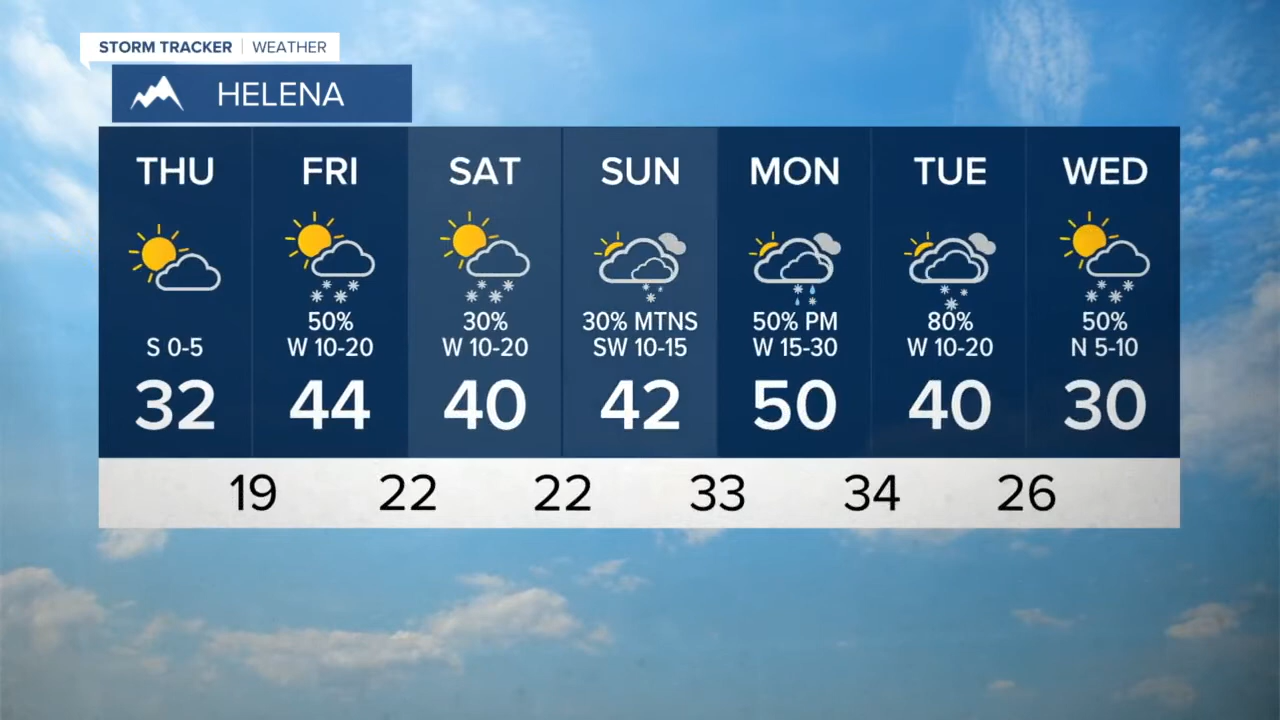 STORM TRACKER | WEATHER
HELENA
THU FRI SAT SUN MON TUE WED
50% 30% 30% MTNS 50% PM 80% 50%
S 0-5 W 10-20 W 10-20 SW 10-15 W 15-30 W 10-20 N 5-10
32 44 40 42 50 40 30
19 22 22 33 34 26